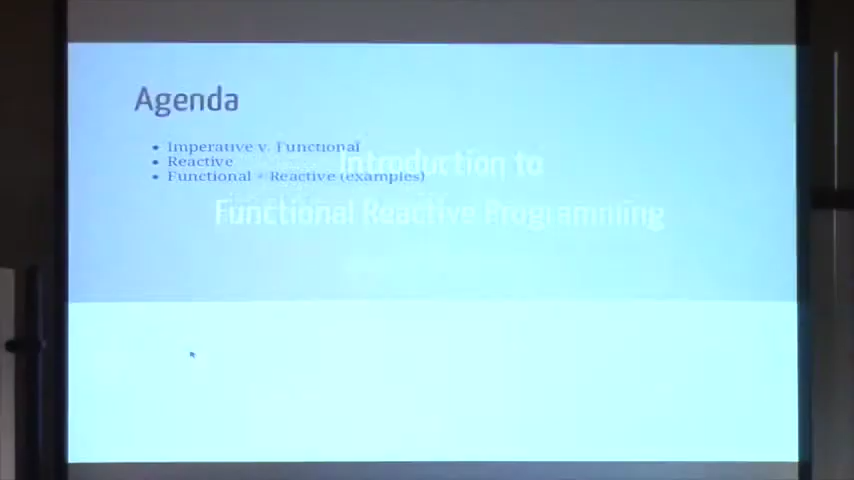 Agenda
• Imperative v. Functional
• Reactive
• Functional + Reactive (examples)
Introduction to
Functional Reactive Programming